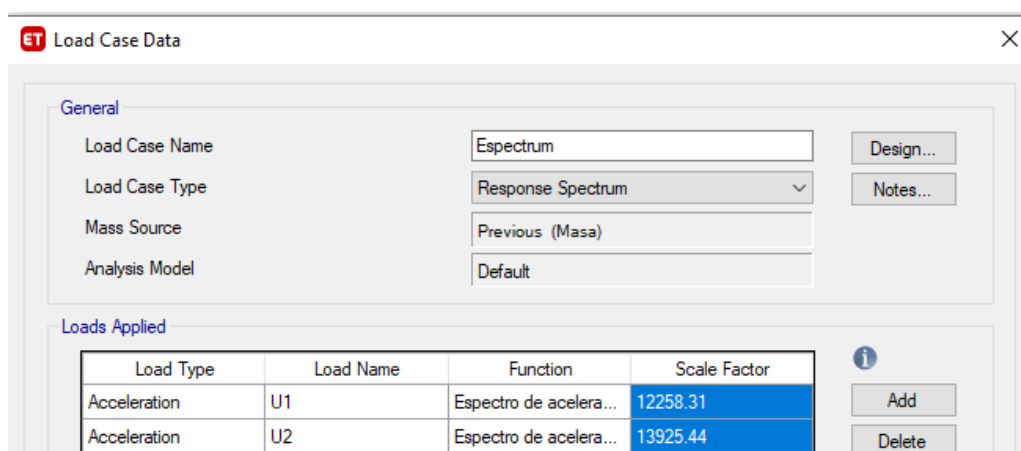 ET Load Case Data
General
Load Case Name Espectrum Design...
Load Case Type Response Spectrum Notes...
Mass Source Previous (Masa)
Analysis Model Default
Loads Applied
Load Type Load Name Function Scale Factor
Acceleration U1 Espectro de acelera... 12258.31 Add
Acceleration U2 Espectro de acelera... 13925.44 Delete